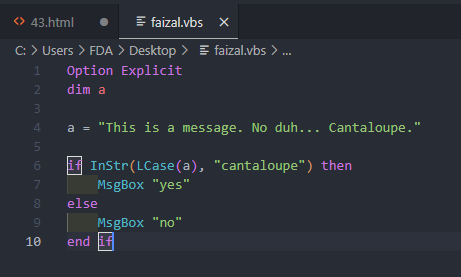 <> 43.html ● faizal.vbs ×
C: > Users > FDA > Desktop > faizal.vbs > ...
1 Option Explicit
2 dim a
3
4 a = "This is a message. No duh... Cantaloupe."
5
6 if InStr(LCase(a), "cantaloupe") then
7 MsgBox "yes"
8 else
9 MsgBox "no"
10 end if